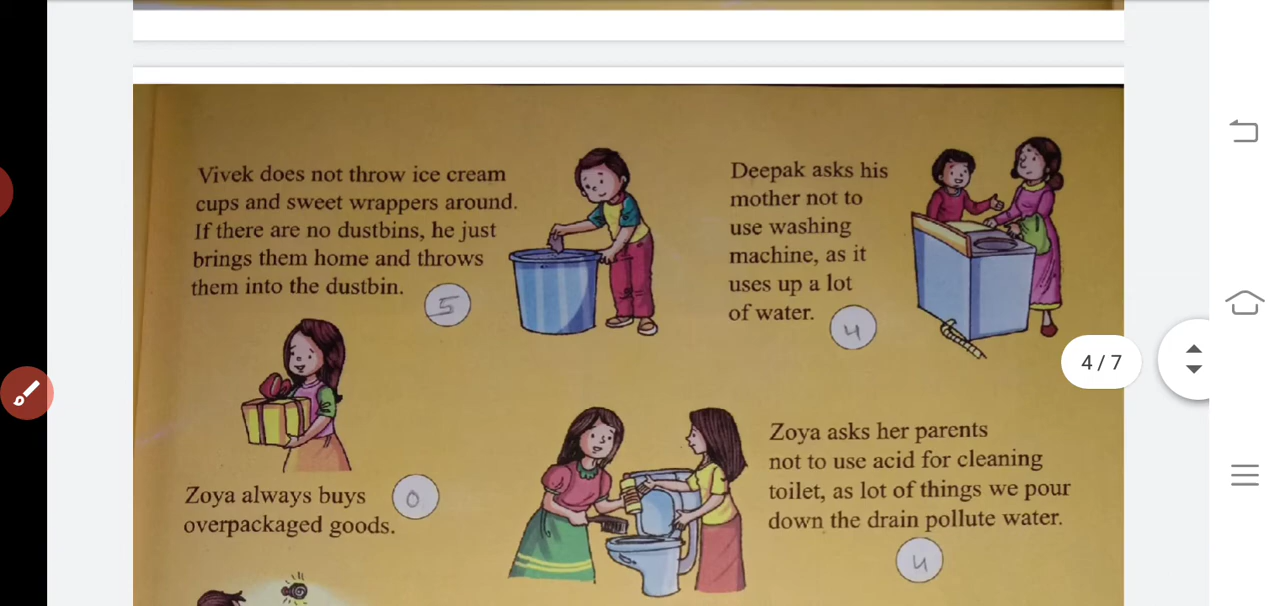 Vivek does not throw ice cream
cups and sweet wrappers around.
If there are no dustbins, he just
brings them home and throws
them into the dustbin.
5
Deepak asks his
mother not to
use washing
machine, as it
uses up a lot
of water.
4
4 / 7
Zoya always buys
overpackaged goods.
0
Zoya asks her parents
not to use acid for cleaning
toilet, as lot of things we pour
down the drain pollute water.
4